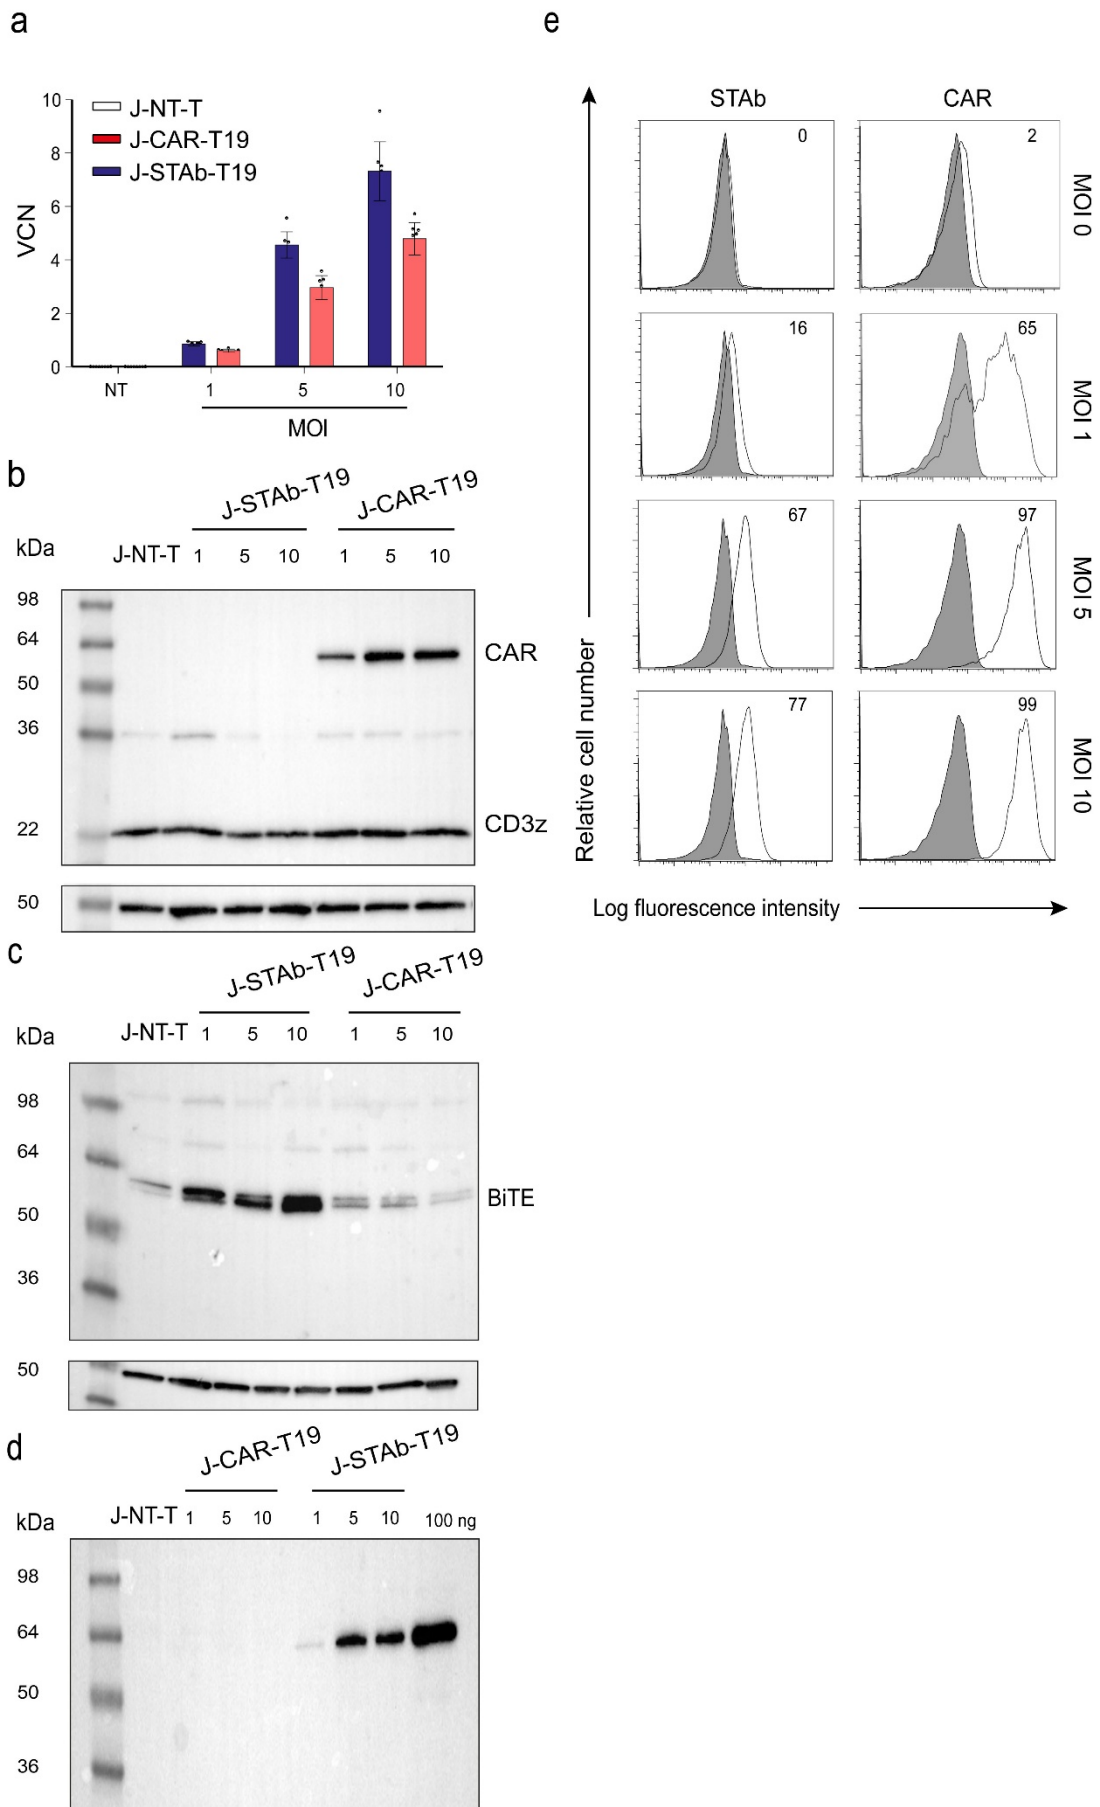 a
VCN
10
8
6
4
2
0
J-NT-T
J-CAR-T19
J-STAb-T19
NT 1 5 10
MOI
b
J-STAb-T19 J-CAR-T19
kDa J-NT-T 1 5 10 1 5 10
98
64
CAR
50
36
22 CD3z
50
c
J-STAb-T19 J-CAR-T19
kDa J-NT-T 1 5 10 1 5 10
98
64
BiTE
50
36
50
d
J-CAR-T19 J-STAb-T19
kDa J-NT-T 1 5 10 1 5 10 100 ng
98
64
50
36
e
STAb CAR
0 2 MOI 0
16 65 MOI 1
67 97 MOI 5
77 99 MOI 10
Relative cell number
Log fluorescence intensity